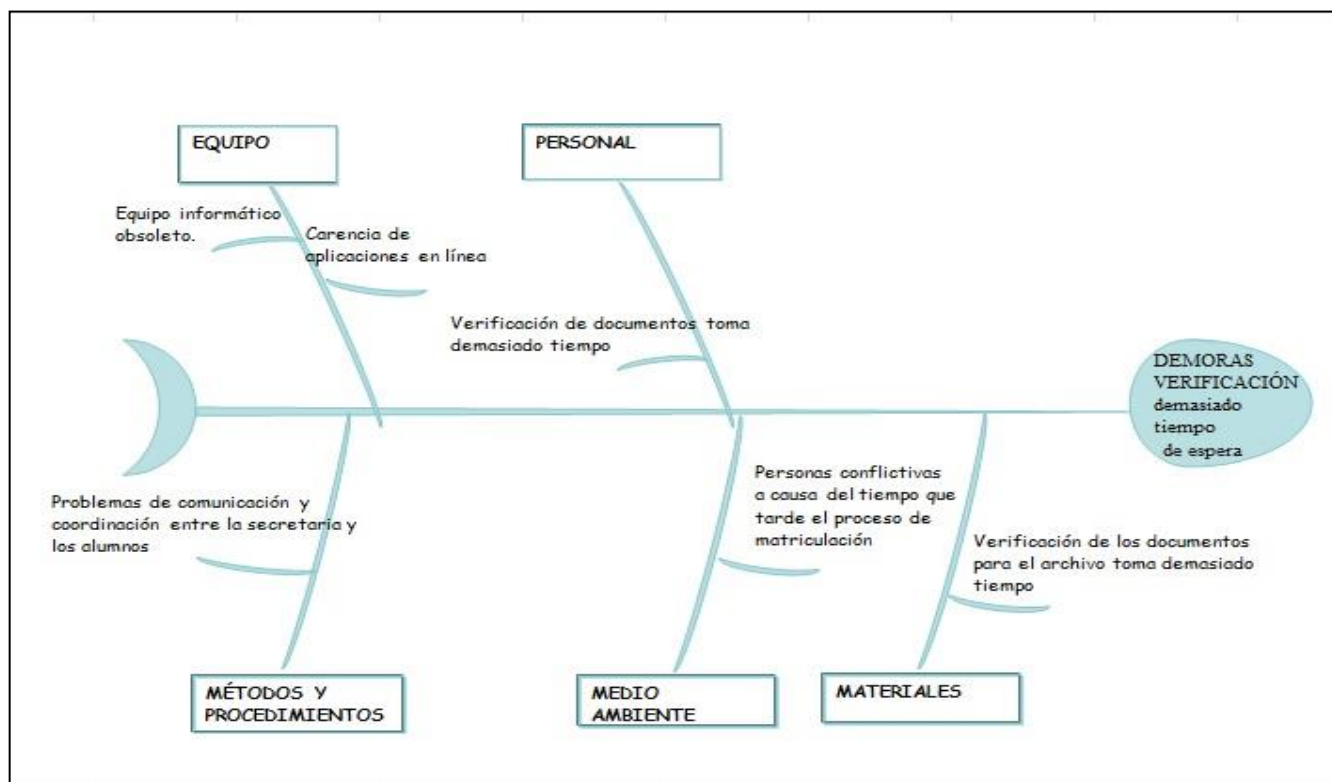 EQUIPO
PERSONAL
Equipo informático
obsoleto.
Carencia de
aplicaciones en línea
Verificación de documentos toma
demasiado tiempo
DEMORAS
VERIFICACIÓN
demasiado
tiempo
de espera
Problemas de comunicación y
coordinación entre la secretaria y
los alumnos
Personas conflictivas
a causa del tiempo que
tarde el proceso de
matriculación
Verificación de los documentos
para el archivo toma demasiado
tiempo
MÉTODOS Y
PROCEDIMIENTOS
MEDIO
AMBIENTE
MATERIALES